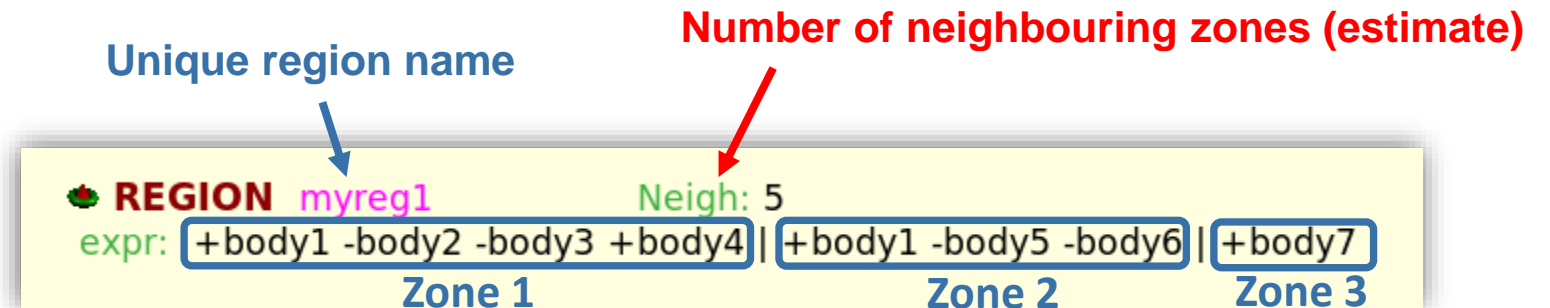 Number of neighbouring zones (estimate)
Unique region name
REGION myreg1 Neigh: 5
expr: +body1 -body2 -body3 +body4 | +body1 -body5 -body6 | +body7
Zone 1 Zone 2 Zone 3